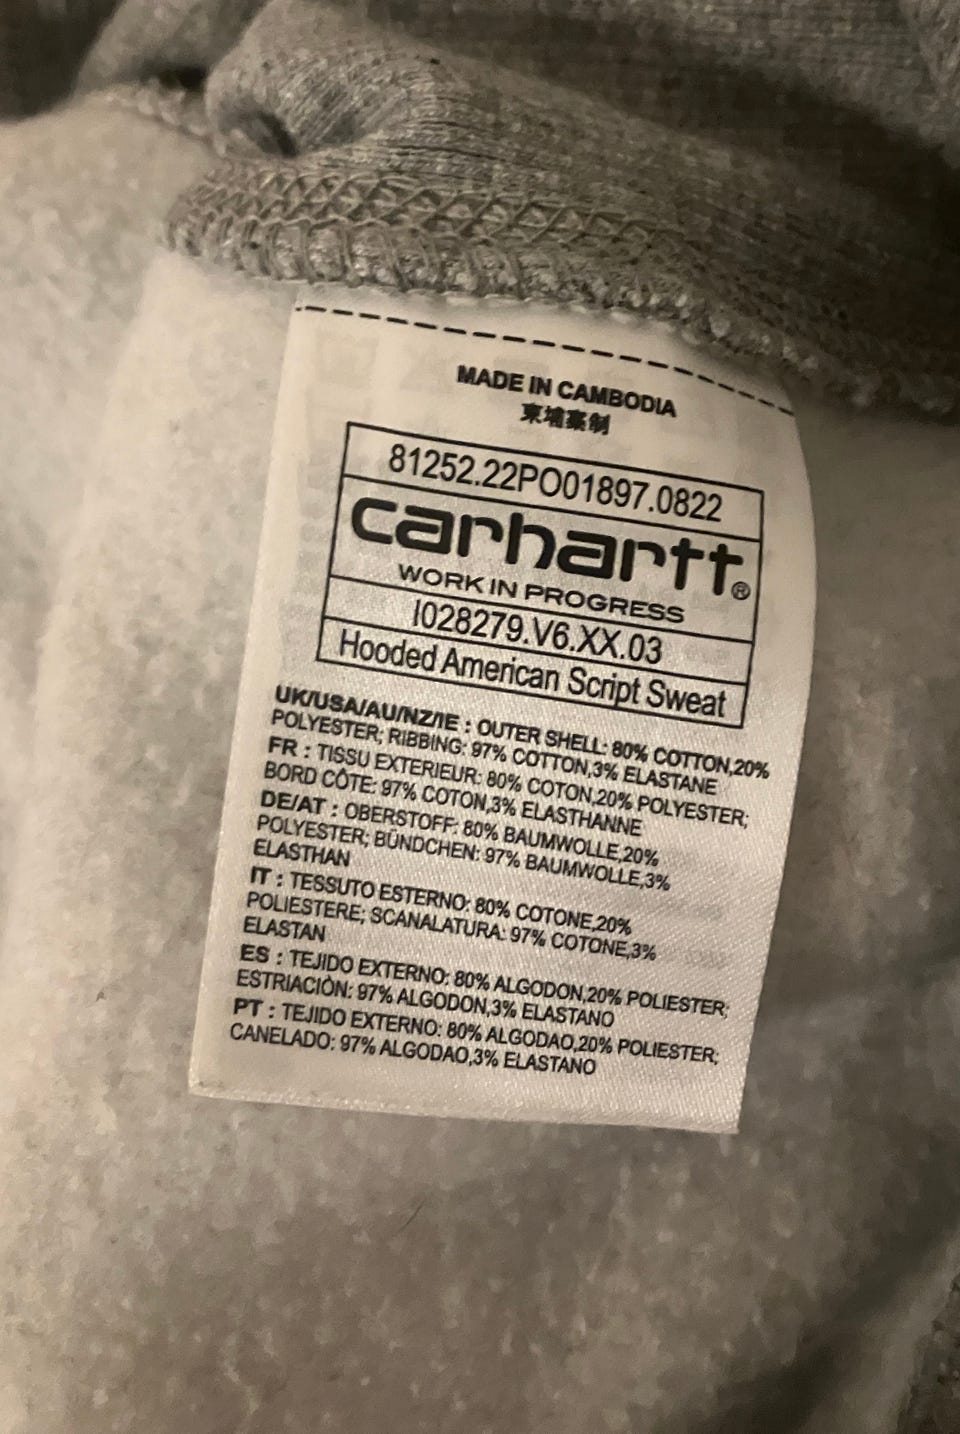 MADE IN CAMBODIA
柬埔寨制
81252.22PO01897.0822
carhartt®
WORK IN PROGRESS
I028279.V6.XX.03
Hooded American Script Sweat
UK/USA/AU/NZ/IE : OUTER SHELL: 80% COTTON,20%
POLYESTER; RIBBING: 97% COTTON,3% ELASTANE
FR : TISSU EXTERIEUR: 80% COTON,20% POLYESTER;
BORD CÔTE: 97% COTON,3% ELASTHANNE
DE/AT : OBERSTOFF: 80% BAUMWOLLE,20%
POLYESTER; BÜNDCHEN: 97% BAUMWOLLE,3%
ELASTHAN
IT : TESSUTO ESTERNO: 80% COTONE,20%
POLIESTERE; SCANALATURA: 97% COTONE,3%
ELASTAN
ES : TEJIDO EXTERNO: 80% ALGODON,20% POLIESTER;
ESTRIACIÒN: 97% ALGODON,3% ELASTANO
PT : TEJIDO EXTERNO: 80% ALGODAO,20% POLIESTER;
CANELADO: 97% ALGODAO,3% ELASTANO